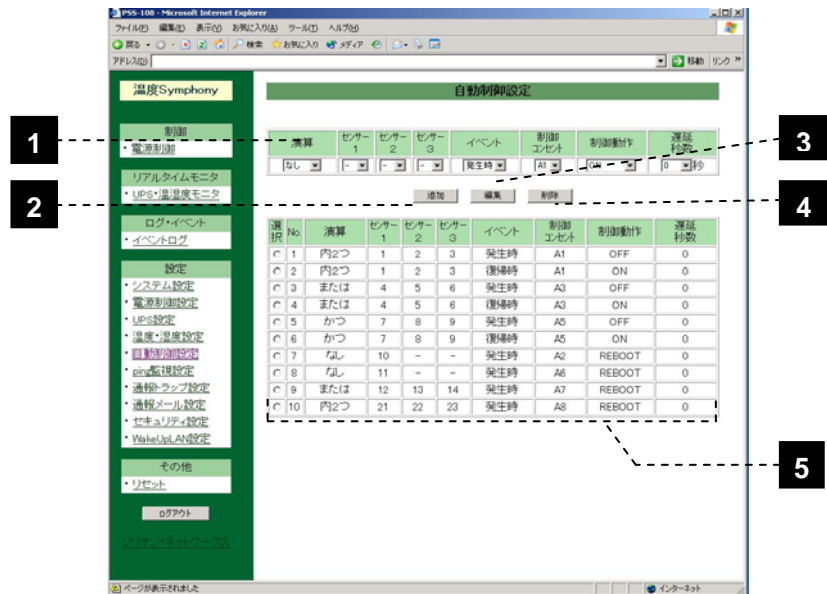 PSS-108 - Microsoft Internet Explorer
ファイル(F) 編集(E) 表示(V) お気に入り(A) ツール(T) ヘルプ(H)
戻る 検索 お気に入り メディア
アドレス(D) 移動 リンク »
温度Symphony
制御
・電源制御
リアルタイムモニタ
・UPS・温湿度モニタ
ログ・イベント
・イベントログ
設定
・システム設定
・電源制御設定
・UPS設定
・温度・湿度設定
・自動制御設定
・ping監視設定
・通報トラップ設定
・通報メール設定
・セキュリティ設定
・WakeUpLAN設定
その他
・リセット
ログアウト
ジリオン・ネットワークス
自動制御設定
演算 センサー1 センサー2 センサー3 イベント 制御コンセント 制御動作 遅延秒数
なし - - - 発生時 A1 ON 0 秒
追加 編集 削除
選択 No. 演算 センサー1 センサー2 センサー3 イベント 制御コンセント 制御動作 遅延秒数
1 内2つ 1 2 3 発生時 A1 OFF 0
2 内2つ 1 2 3 復帰時 A1 ON 0
3 または 4 5 6 発生時 A3 OFF 0
4 または 4 5 6 復帰時 A3 ON 0
5 かつ 7 8 9 発生時 A5 OFF 0
6 かつ 7 8 9 復帰時 A5 ON 0
7 なし 10 - - 発生時 A2 REBOOT 0
8 なし 11 - - 発生時 A6 REBOOT 0
9 または 12 13 14 発生時 A7 REBOOT 0
10 内2つ 21 22 23 発生時 A8 REBOOT 0
1
2
3
4
5
ページが表示されました インターネット